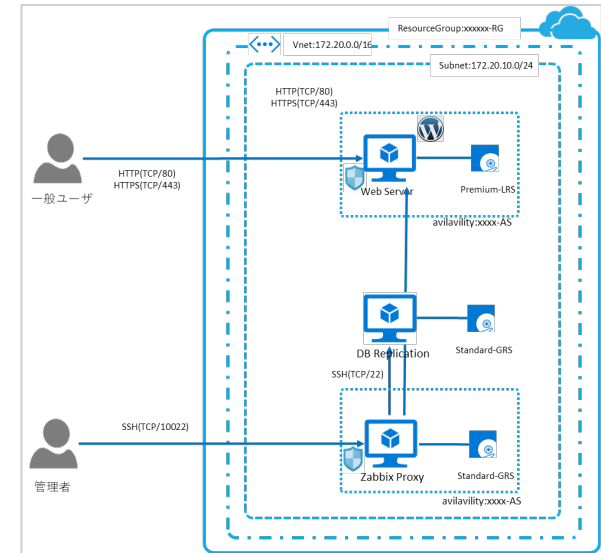 ResourceGroup:xxxxxx-RG
Vnet:172.20.0.0/16
Subnet:172.20.10.0/24
HTTP(TCP/80)
HTTPS(TCP/443)
HTTP(TCP/80)
HTTPS(TCP/443)
一般ユーザ
Web Server
Premium-LRS
avilavility:xxxx-AS
DB Replication
Standard-GRS
SSH(TCP/22)
SSH(TCP/10022)
管理者
Zabbix Proxy
Standard-GRS
avilavility:xxxx-AS